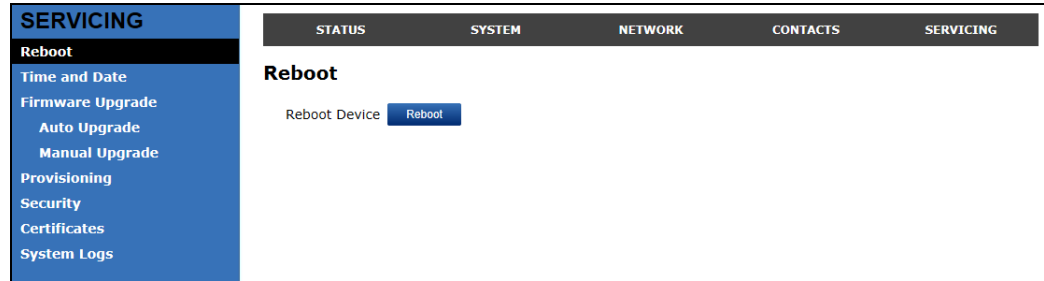 SERVICING
Reboot
Time and Date
Firmware Upgrade
Auto Upgrade
Manual Upgrade
Provisioning
Security
Certificates
System Logs
STATUS SYSTEM NETWORK CONTACTS SERVICING
Reboot
Reboot Device Reboot